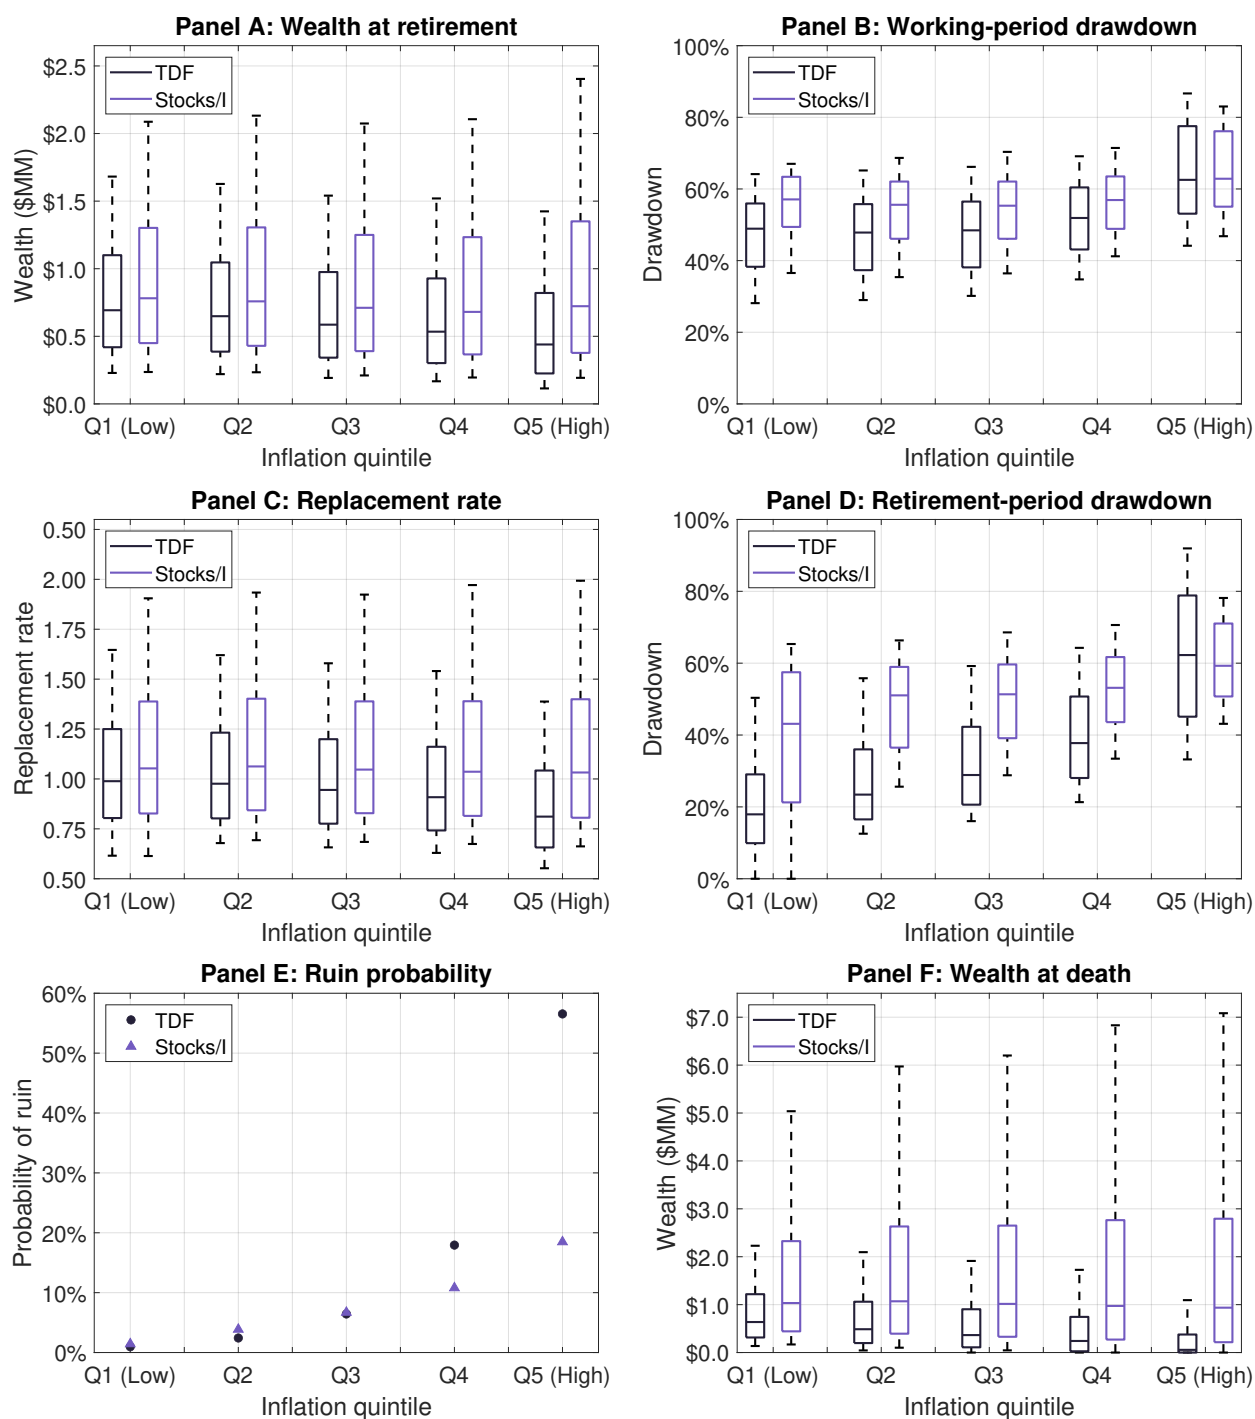 Panel A: Wealth at retirement
Wealth ($MM)
$2.5
$2.0
$1.5
$1.0
$0.5
$0.0
TDF
Stocks/I
Q1 (Low) Q2 Q3 Q4 Q5 (High)
Inflation quintile
Panel B: Working-period drawdown
Drawdown
100%
80%
60%
40%
20%
0%
TDF
Stocks/I
Q1 (Low) Q2 Q3 Q4 Q5 (High)
Inflation quintile
Panel C: Replacement rate
Replacement rate
0.50
2.00
1.75
1.50
1.25
1.00
0.75
0.50
TDF
Stocks/I
Q1 (Low) Q2 Q3 Q4 Q5 (High)
Inflation quintile
Panel D: Retirement-period drawdown
Drawdown
100%
80%
60%
40%
20%
0%
TDF
Stocks/I
Q1 (Low) Q2 Q3 Q4 Q5 (High)
Inflation quintile
Panel E: Ruin probability
Probability of ruin
60%
50%
40%
30%
20%
10%
0%
TDF
Stocks/I
Q1 (Low) Q2 Q3 Q4 Q5 (High)
Inflation quintile
Panel F: Wealth at death
Wealth ($MM)
$7.0
$6.0
$5.0
$4.0
$3.0
$2.0
$1.0
$0.0
TDF
Stocks/I
Q1 (Low) Q2 Q3 Q4 Q5 (High)
Inflation quintile